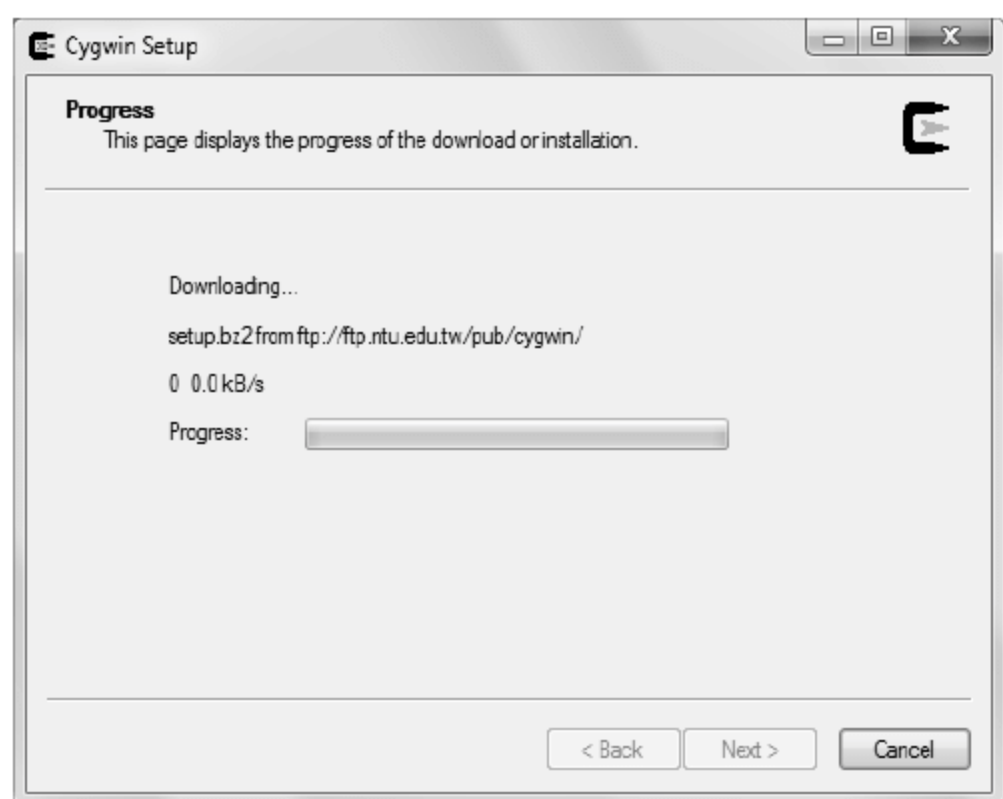 Cygwin Setup
Progress
This page displays the progress of the download or installation.
Downloading...
setup.bz2 from ftp://ftp.ntu.edu.tw/pub/cygwin/
0 0.0 kB/s
Progress:
< Back Next > Cancel